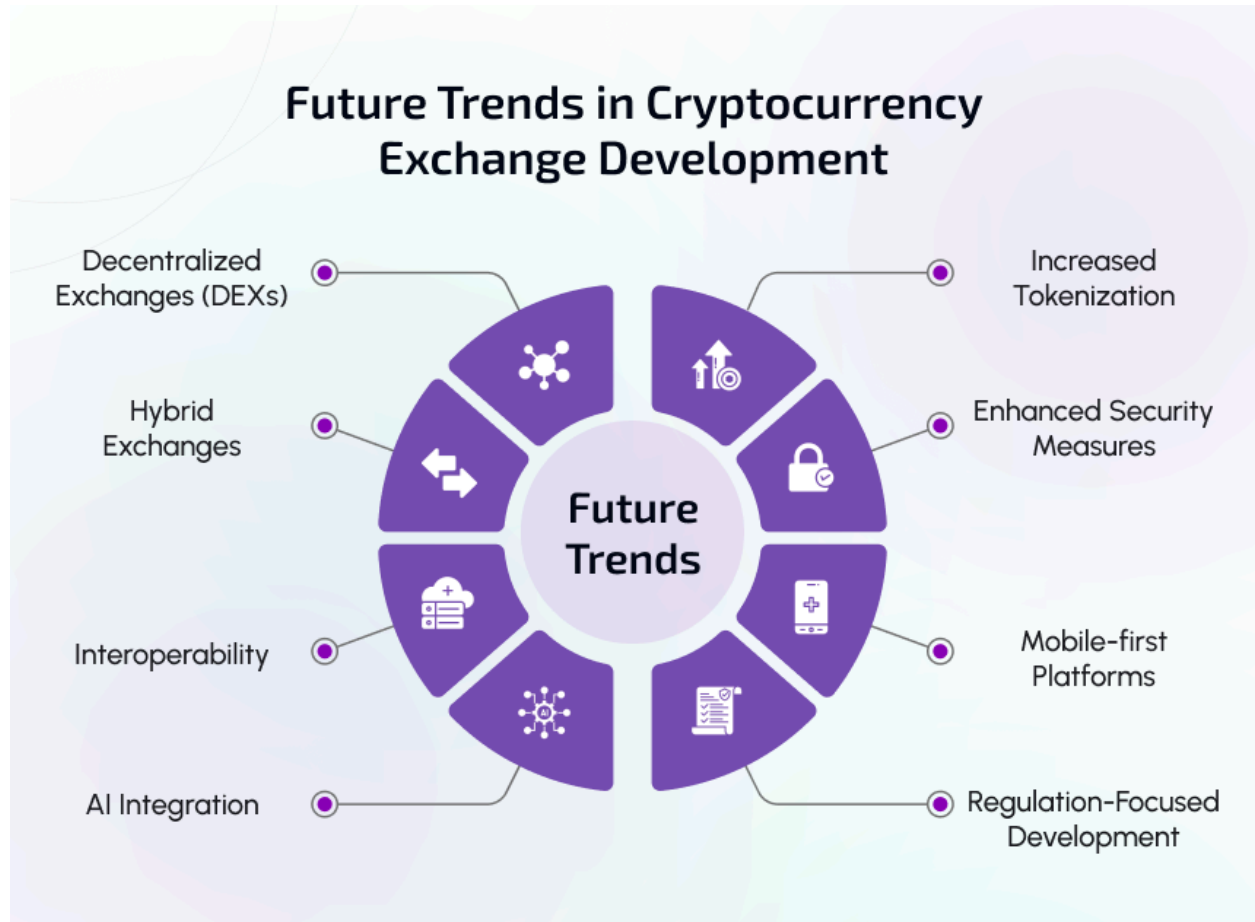 Future Trends in Cryptocurrency
Exchange Development
Decentralized
Exchanges (DEXs)
Hybrid
Exchanges
Interoperability
AI Integration
Future
Trends
AI
Increased
Tokenization
Enhanced Security
Measures
Mobile-first
Platforms
Regulation-Focused
Development